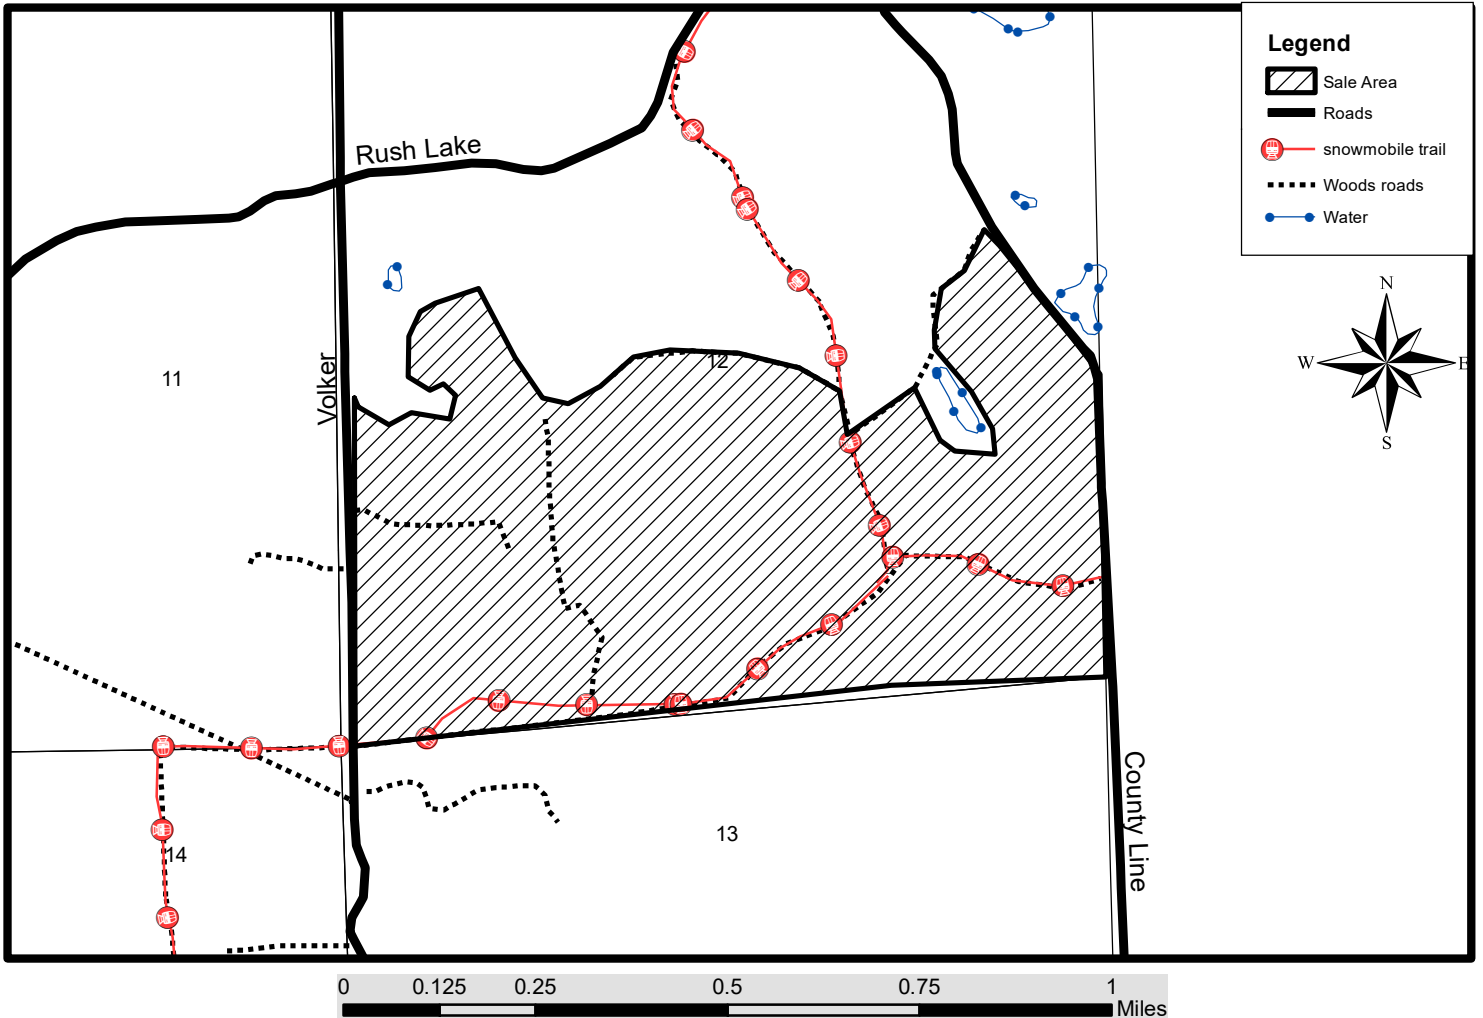 Legend
Sale Area
Roads
snowmobile trail
Woods roads
Water
Rush Lake
N
W
E
S
12
11
Volker
County Line
13
14
0 0.125 0.25 0.5 0.75 1
Miles